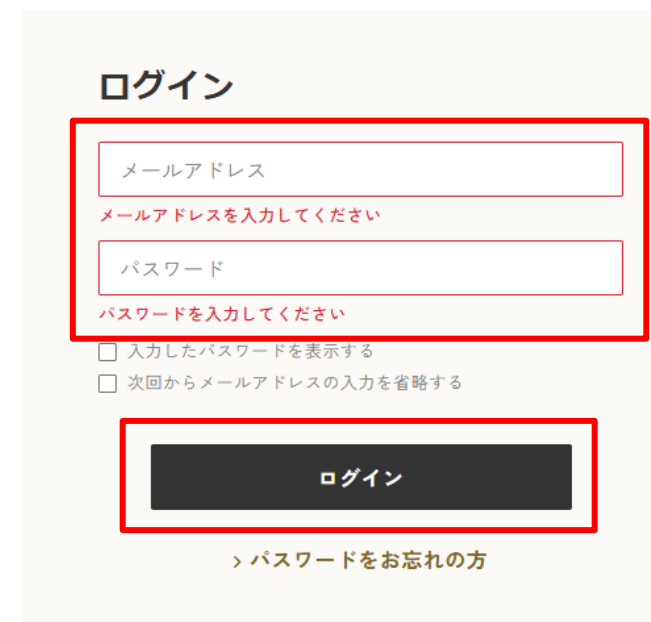 ログイン
メールアドレス
メールアドレスを入力してください
パスワード
パスワードを入力してください
入力したパスワードを表示する
次回からメールアドレスの入力を省略する
ログイン
> パスワードをお忘れの方